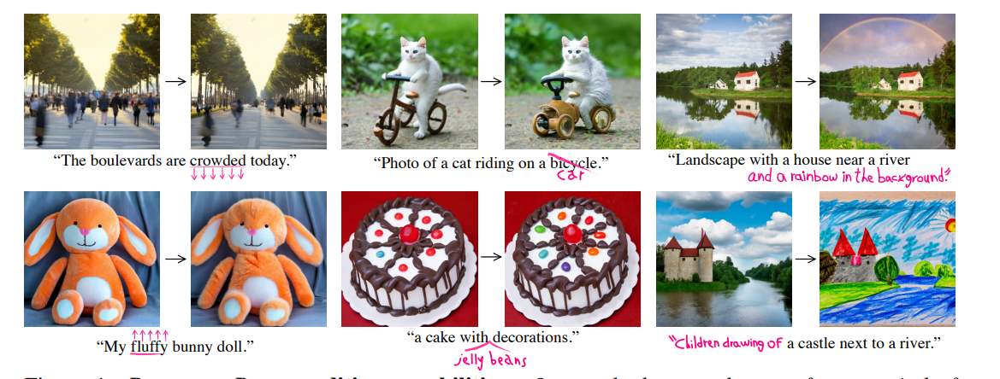 “The boulevards are crowded today.”
“Photo of a cat riding on a bicycle.”
car
“Landscape with a house near a river
and a rainbow in the background.”
“My fluffy bunny doll.”
“a cake with decorations.”
jelly beans
“Children drawing of a castle next to a river.”